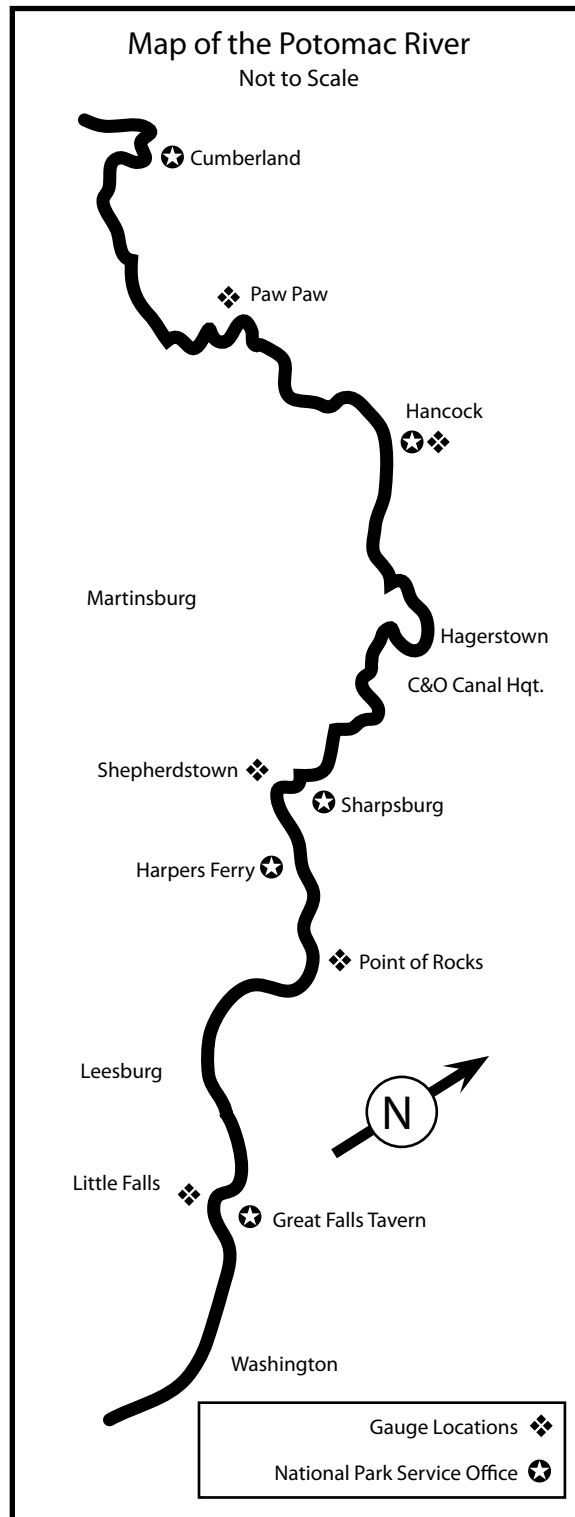 Map of the Potomac River
Not to Scale
Cumberland
Paw Paw
Hancock
Martinsburg
Hagerstown
C&O Canal Hqt.
Shepherdstown
Sharpsburg
Harpers Ferry
Point of Rocks
Leesburg
N
Little Falls
Great Falls Tavern
Washington
Gauge Locations
National Park Service Office